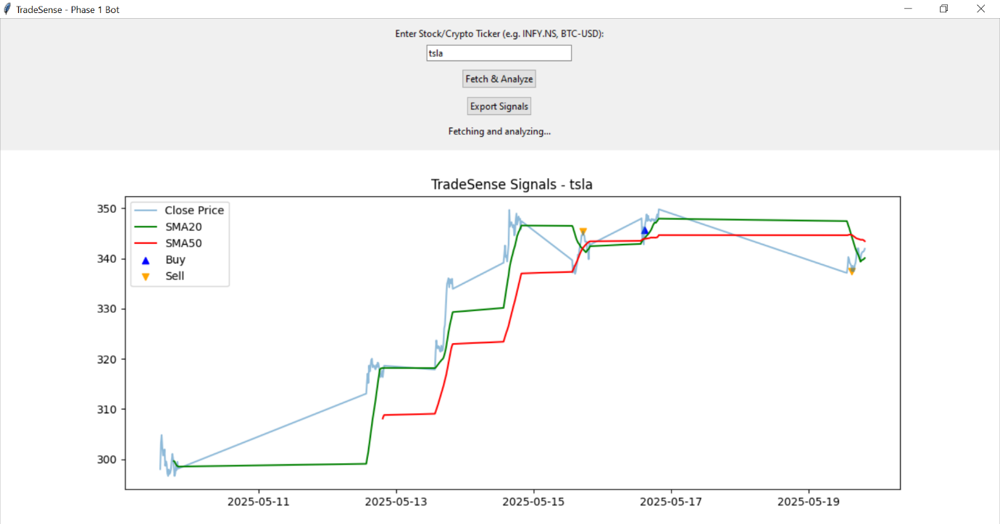 TradeSense - Phase 1 Bot
Enter Stock/Crypto Ticker (e.g. INFY.NS, BTC-USD):
tsla
Fetch & Analyze
Export Signals
Fetching and analyzing...
TradeSense Signals - tsla
Close Price
SMA20
SMA50
Buy
Sell
350
340
330
320
310
300
2025-05-11
2025-05-13
2025-05-15
2025-05-17
2025-05-19